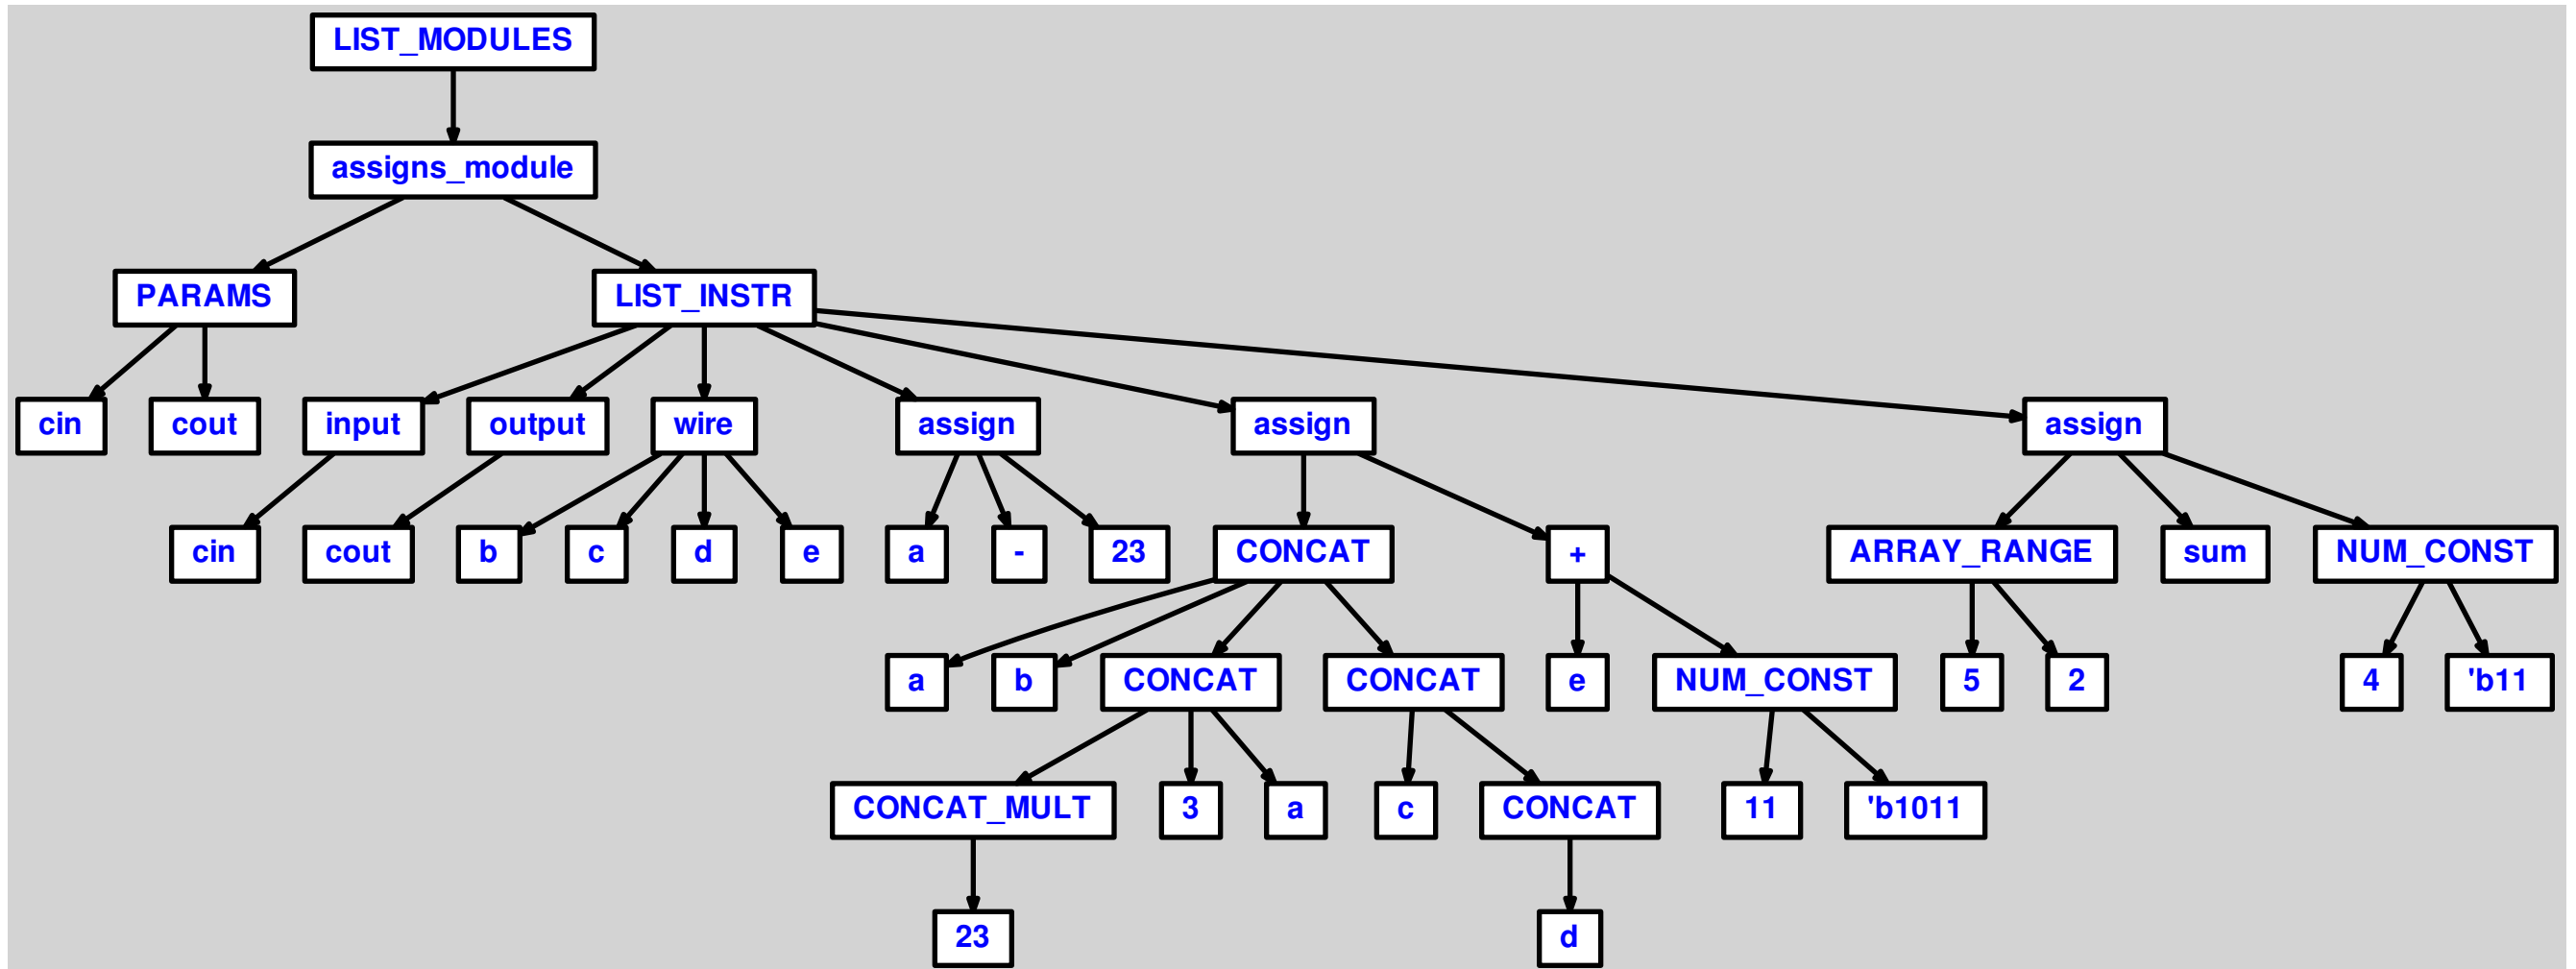 LIST_MODULES
assigns_module
PARAMS LIST_INSTR
cin cout input output wire assign assign assign
cin cout b c d e a - 23 CONCAT + ARRAY_RANGE sum NUM_CONST
a b CONCAT CONCAT e NUM_CONST 5 2 4 'b11
CONCAT_MULT 3 a c CONCAT 11 'b1011
23 d